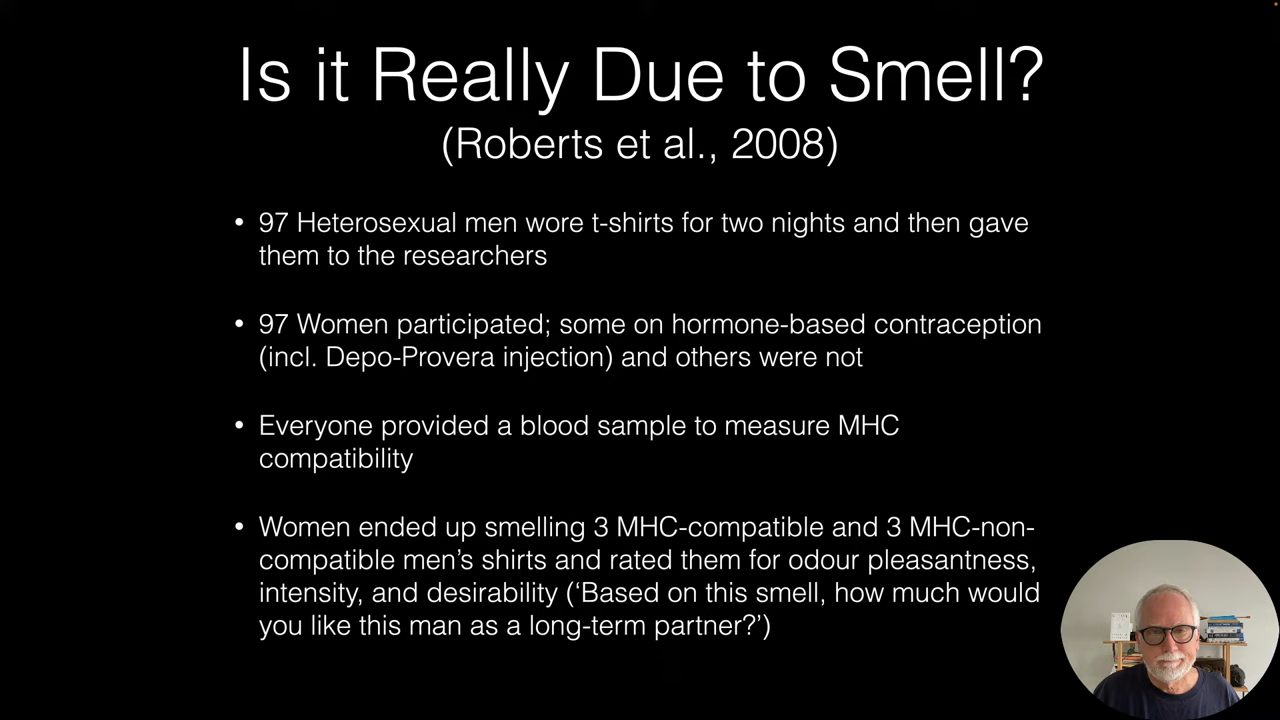 Is it Really Due to Smell?
(Roberts et al., 2008)
• 97 Heterosexual men wore t-shirts for two nights and then gave
them to the researchers
• 97 Women participated; some on hormone-based contraception
(incl. Depo-Provera injection) and others were not
• Everyone provided a blood sample to measure MHC
compatibility
• Women ended up smelling 3 MHC-compatible and 3 MHC-non-
compatible men’s shirts and rated them for odour pleasantness,
intensity, and desirability (‘Based on this smell, how much would
you like this man as a long-term partner?’)